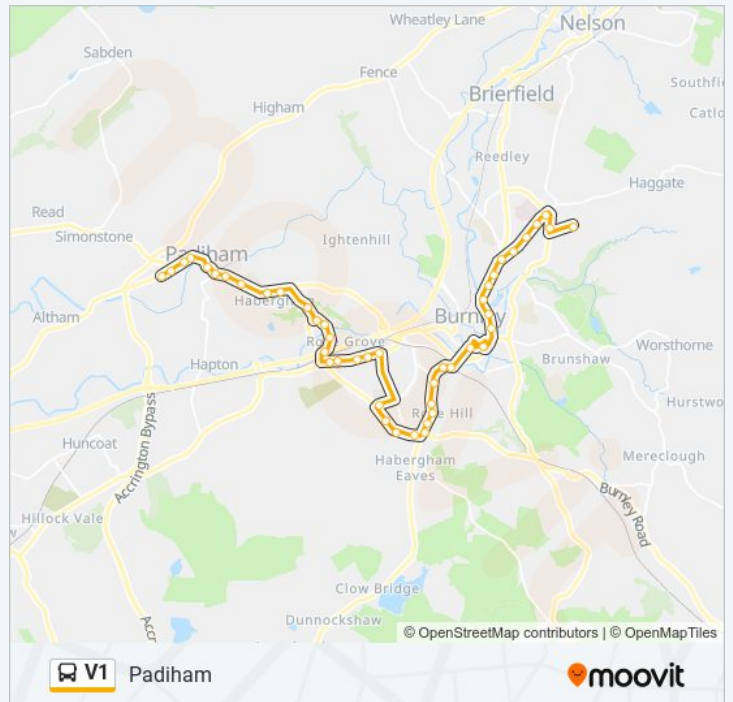 Nelson
Wheatley Lane
Sabden
Fence
Southfi
Brierfield
Catlo
Higham
Reedley
Haggate
Read
Simonstone
Padiham
Ightenhill
Habergham
Altham
Burnley
Rose Grove
Worsthorne
Hapton
Brunshaw
Hurstwo
Rose Hill
Accrington Bypass
Huncoat
Habergham
Eaves
Mereclough
Burnley Road
Hillock Vale
w
Clow Bridge
Accr
Dunnockshaw
© OpenStreetMap contributors | © OpenMapTiles
V1 Padiham
moovit